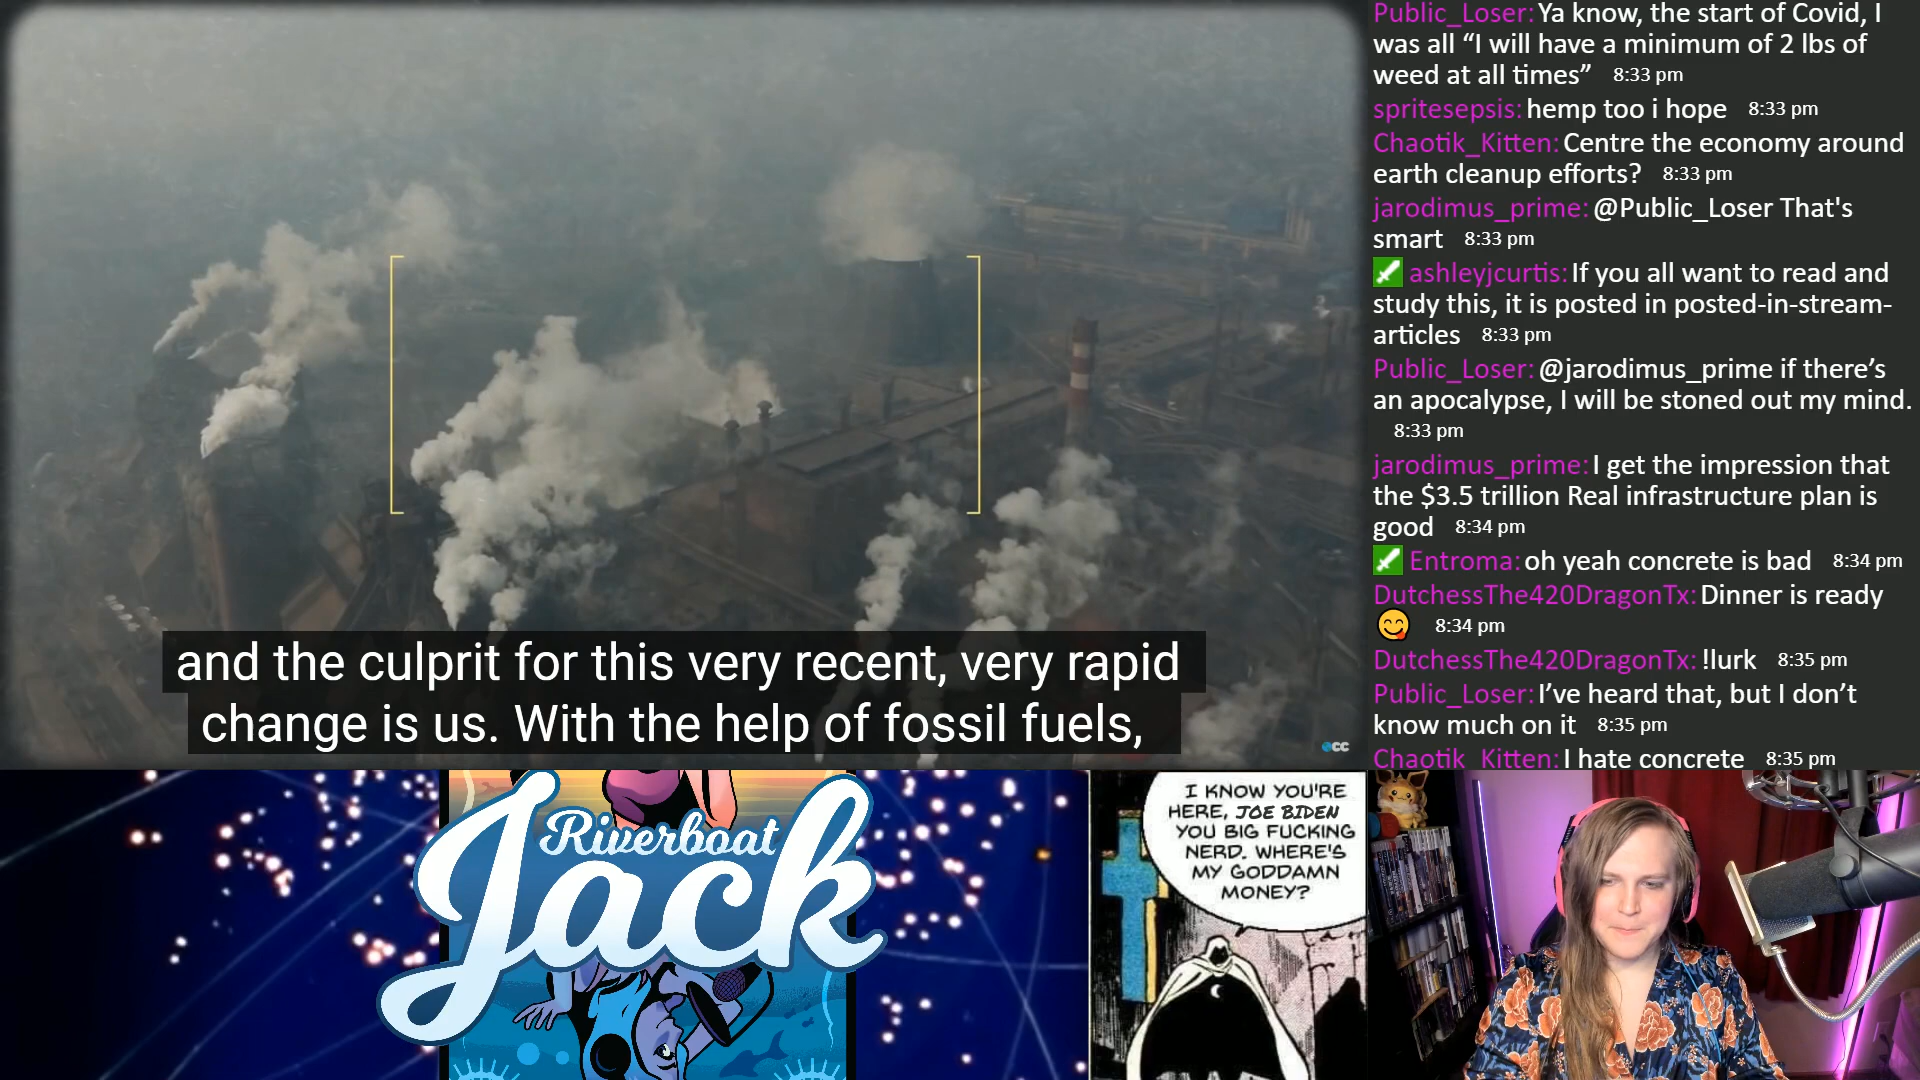 Public_Loser: Ya know, the start of Covid, I
was all “I will have a minimum of 2 lbs of
weed at all times” 8:33 pm
spritesepsis: hemp too i hope 8:33 pm
Chaotik_Kitten: Centre the economy around
earth cleanup efforts? 8:33 pm
jarodimus_prime: @Public_Loser That's
smart 8:33 pm
ashleyjcurtis: If you all want to read and
study this, it is posted in posted-in-stream-
articles 8:33 pm
Public_Loser: @jarodimus_prime if there’s
an apocalypse, I will be stoned out my mind.
8:33 pm
jarodimus_prime: I get the impression that
the $3.5 trillion Real infrastructure plan is
good 8:34 pm
Entroma: oh yeah concrete is bad 8:34 pm
DutchessThe420DragonTx: Dinner is ready
😋 8:34 pm
DutchessThe420DragonTx: !lurk 8:35 pm
Public_Loser: I’ve heard that, but I don’t
know much on it 8:35 pm
Chaotik_Kitten: I hate concrete 8:35 pm
and the culprit for this very recent, very rapid
change is us. With the help of fossil fuels,
CC
Riverboat
Jack
I KNOW YOU'RE
HERE, JOE BIDEN
YOU BIG FUCKING
NERD. WHERE'S
MY GODDAMN
MONEY?